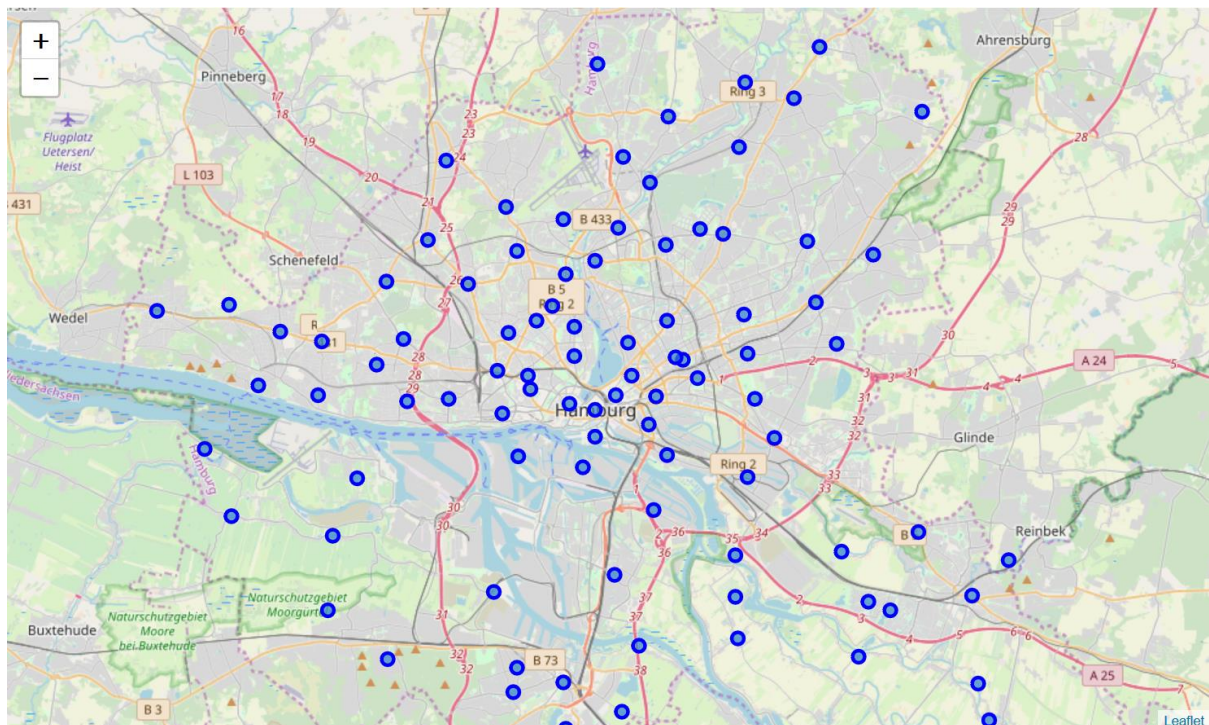 +
−
Pinneberg
Flugplatz
Uetersen/
Heist
L 103
431
Schenefeld
Wedel
16
17
18
19
20
21
23
23
24
25
26
27
28
28
29
Hamburg
Ring 3
Ahrensburg
28
29
29
30
31
B 433
B 5
Ring 2
A 24
1
2
3
3
4
4
5
32
32
33
33
34
35
36
36
Hamburg
Hamburg
Glinde
Ring 2
Reinbek
30
30
31
32
32
37
37
38
2
3
4
5
6
6
7
Naturschutzgebiet
Moore
bei Buxtehude
Naturschutzgebiet
Buxtehude
B 3
B 73
A 25
Leaflet